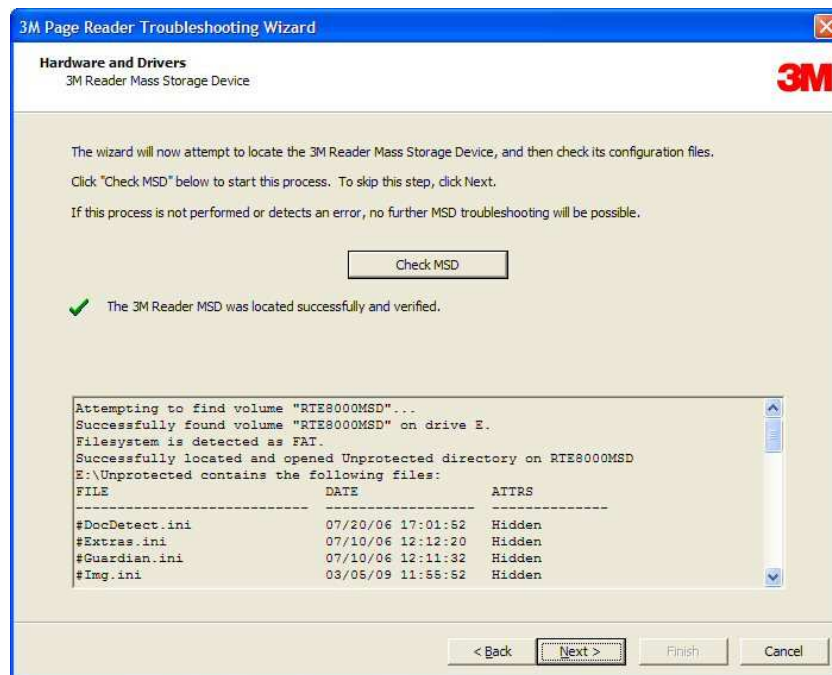 3M Page Reader Troubleshooting Wizard
Hardware and Drivers
3M Reader Mass Storage Device
3M
The wizard will now attempt to locate the 3M Reader Mass Storage Device, and then check its configuration files.
Click "Check MSD" below to start this process. To skip this step, click Next.
If this process is not performed or detects an error, no further MSD troubleshooting will be possible.
Check MSD
The 3M Reader MSD was located successfully and verified.
Attempting to find volume "RTE8000MSD"...
Successfully found volume "RTE8000MSD" on drive E.
Filesystem is detected as FAT.
Successfully located and opened Unprotected directory on RTE8000MSD
E:\Unprotected contains the following files:
FILE DATE ATTRS
---------------------------- ------------------ --------------
#DocDetect.ini 07/20/06 17:01:52 Hidden
#Extras.ini 07/10/06 12:12:20 Hidden
#Guardian.ini 07/10/06 12:11:32 Hidden
#Img.ini 03/05/09 11:55:52 Hidden
< Back Next > Finish Cancel